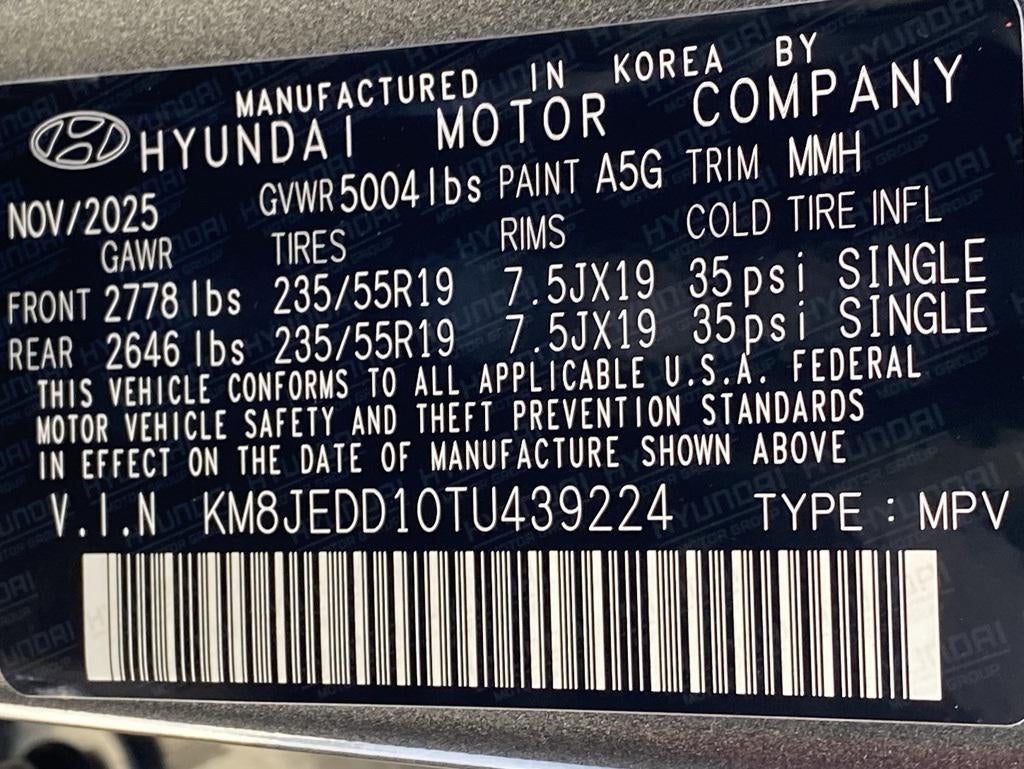 MANUFACTURED IN KOREA BY
HYUNDAI MOTOR COMPANY
NOV/2025 GVWR 5004 lbs PAINT A5G TRIM MMH
GAWR TIRES RIMS COLD TIRE INFL
FRONT 2778 lbs 235/55R19 7.5JX19 35psi SINGLE
REAR 2646 lbs 235/55R19 7.5JX19 35psi SINGLE
THIS VEHICLE CONFORMS TO ALL APPLICABLE U.S.A. FEDERAL
MOTOR VEHICLE SAFETY AND THEFT PREVENTION STANDARDS
IN EFFECT ON THE DATE OF MANUFACTURE SHOWN ABOVE
V.I.N KM8JEDD10TU439224 TYPE : MPV